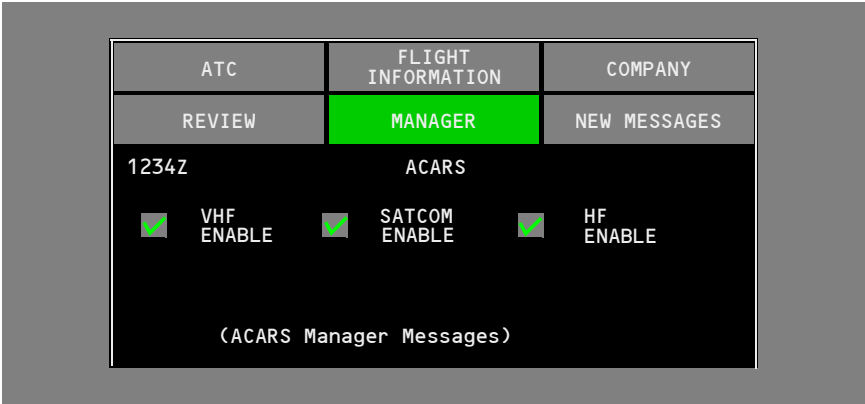 ATC
FLIGHT
INFORMATION
COMPANY
REVIEW
MANAGER
NEW MESSAGES
1234Z
ACARS
VHF
ENABLE
SATCOM
ENABLE
HF
ENABLE
(ACARS Manager Messages)